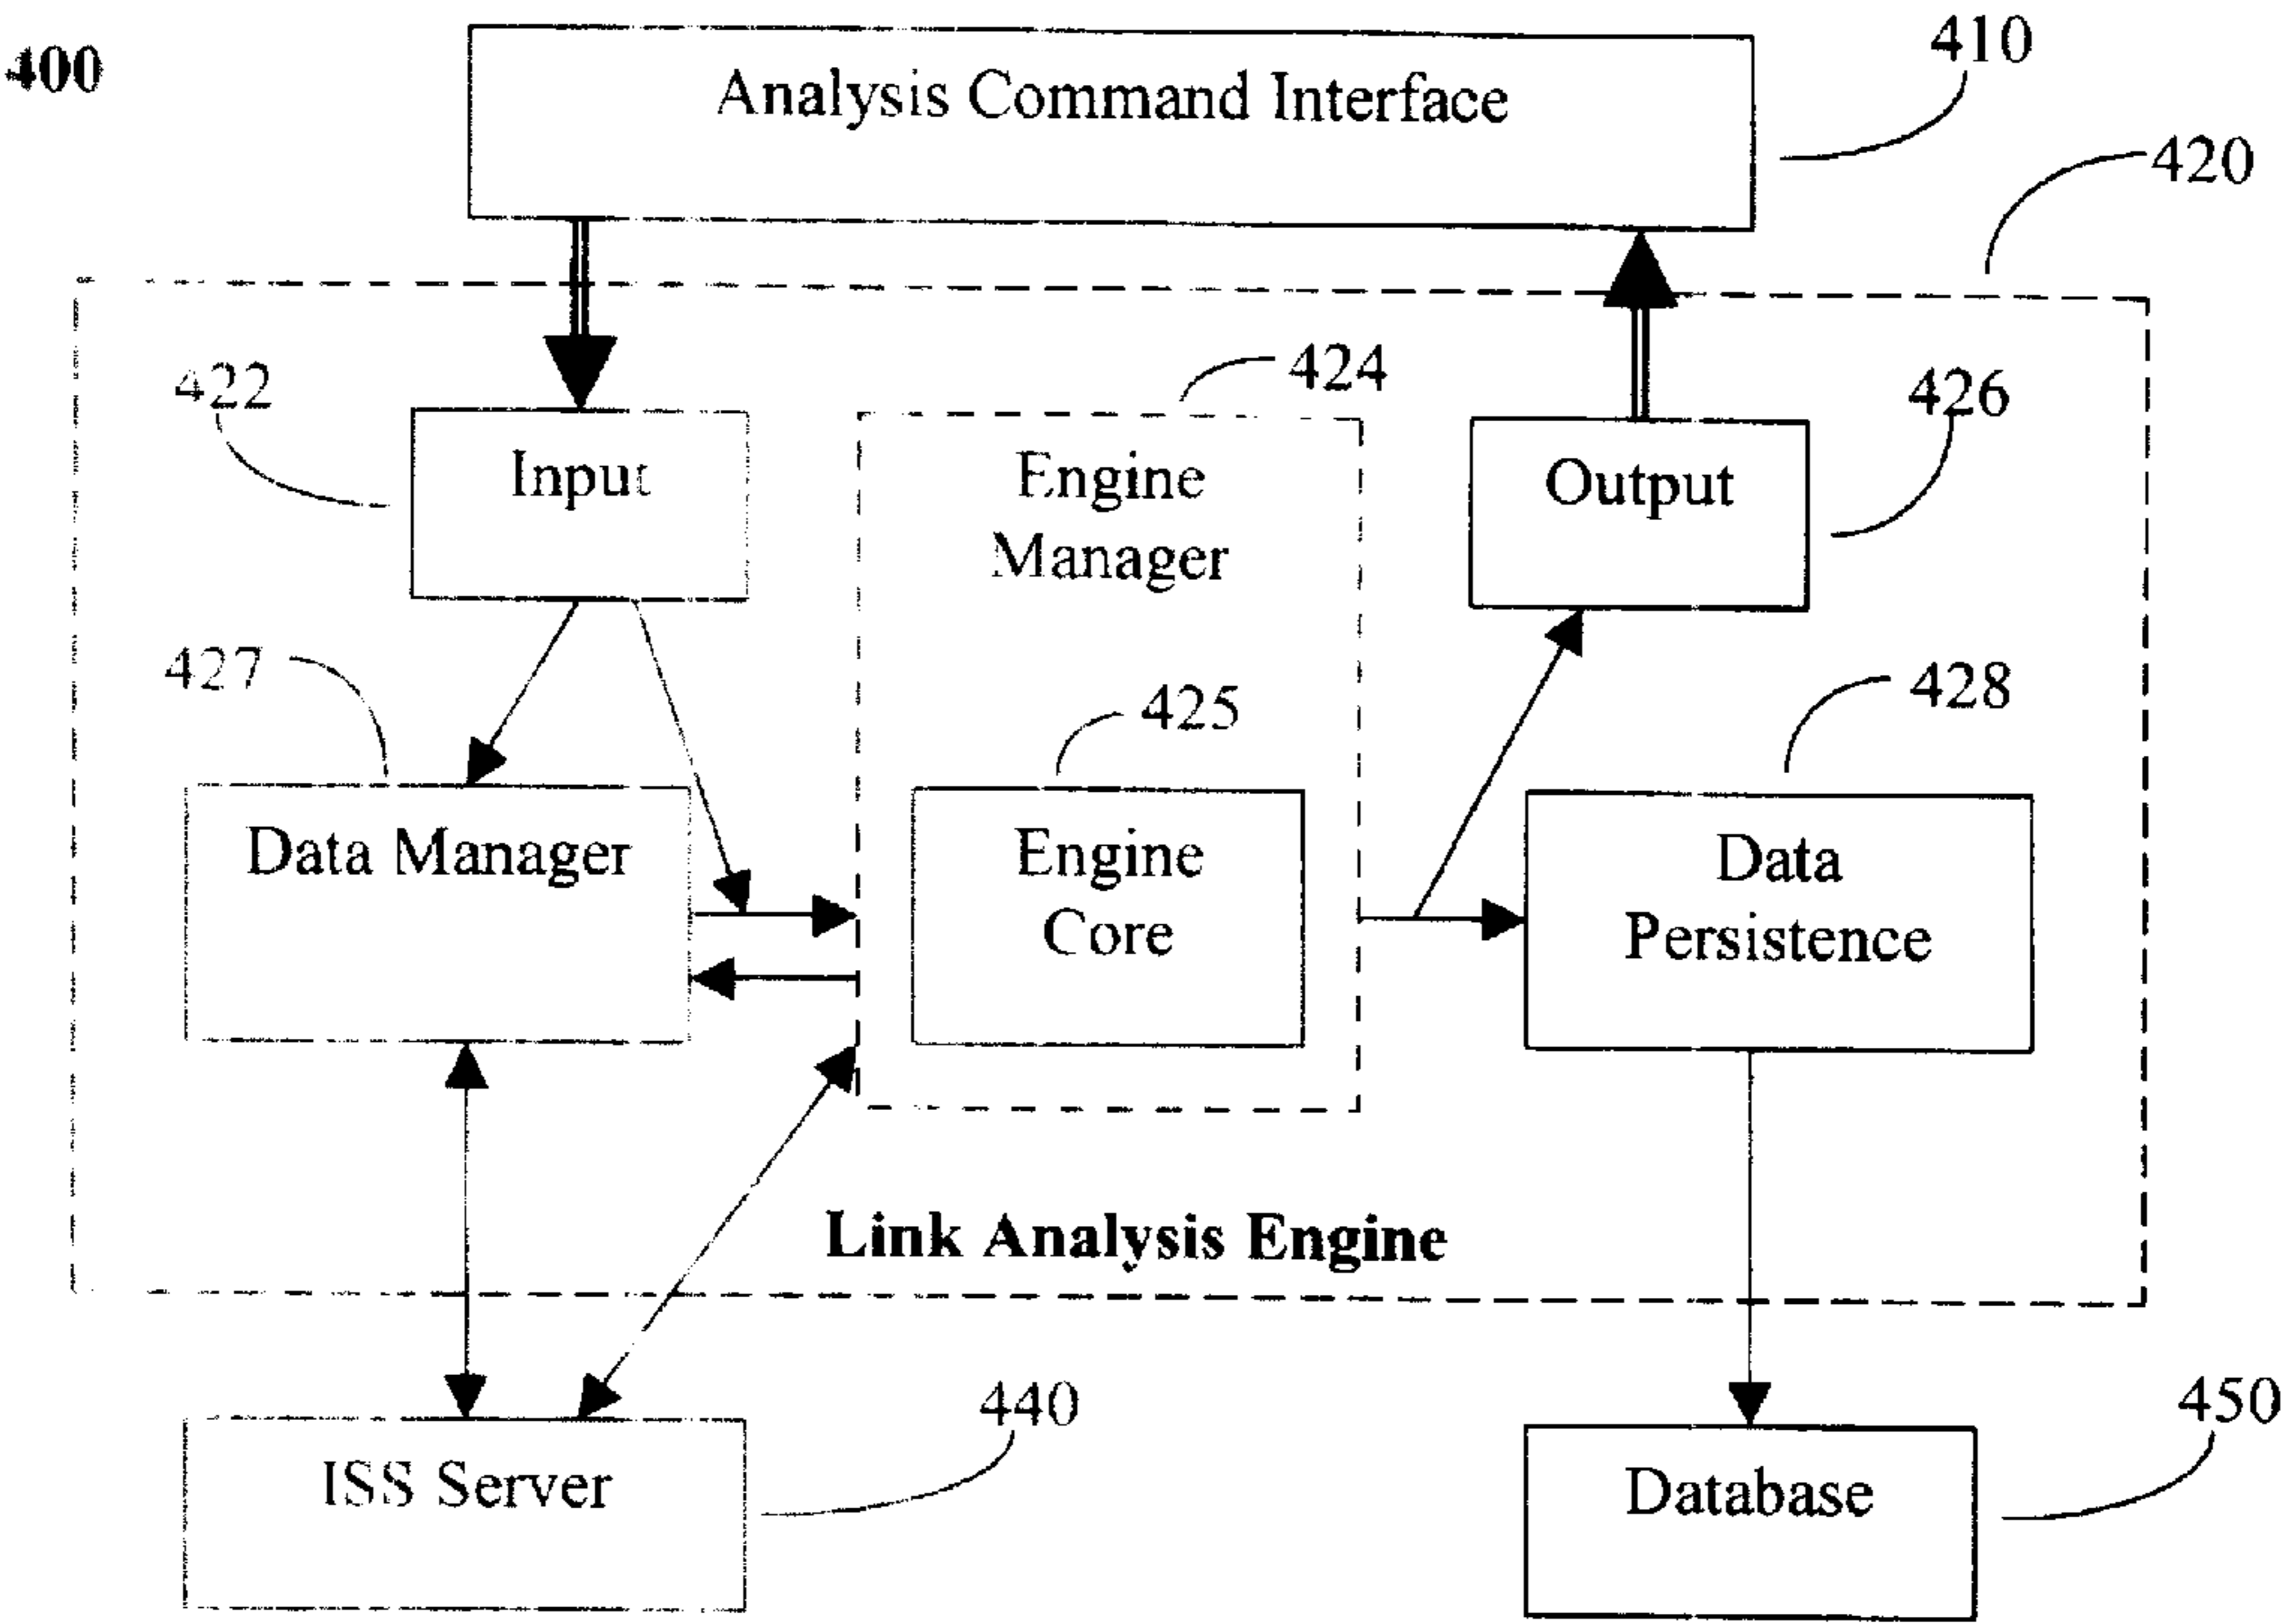 400
Analysis Command Interface
410
420
422
Input
424
Engine
Manager
426
Output
427
Data Manager
425
Engine
Core
428
Data
Persistence
Link Analysis Engine
440
ISS Server
450
Database